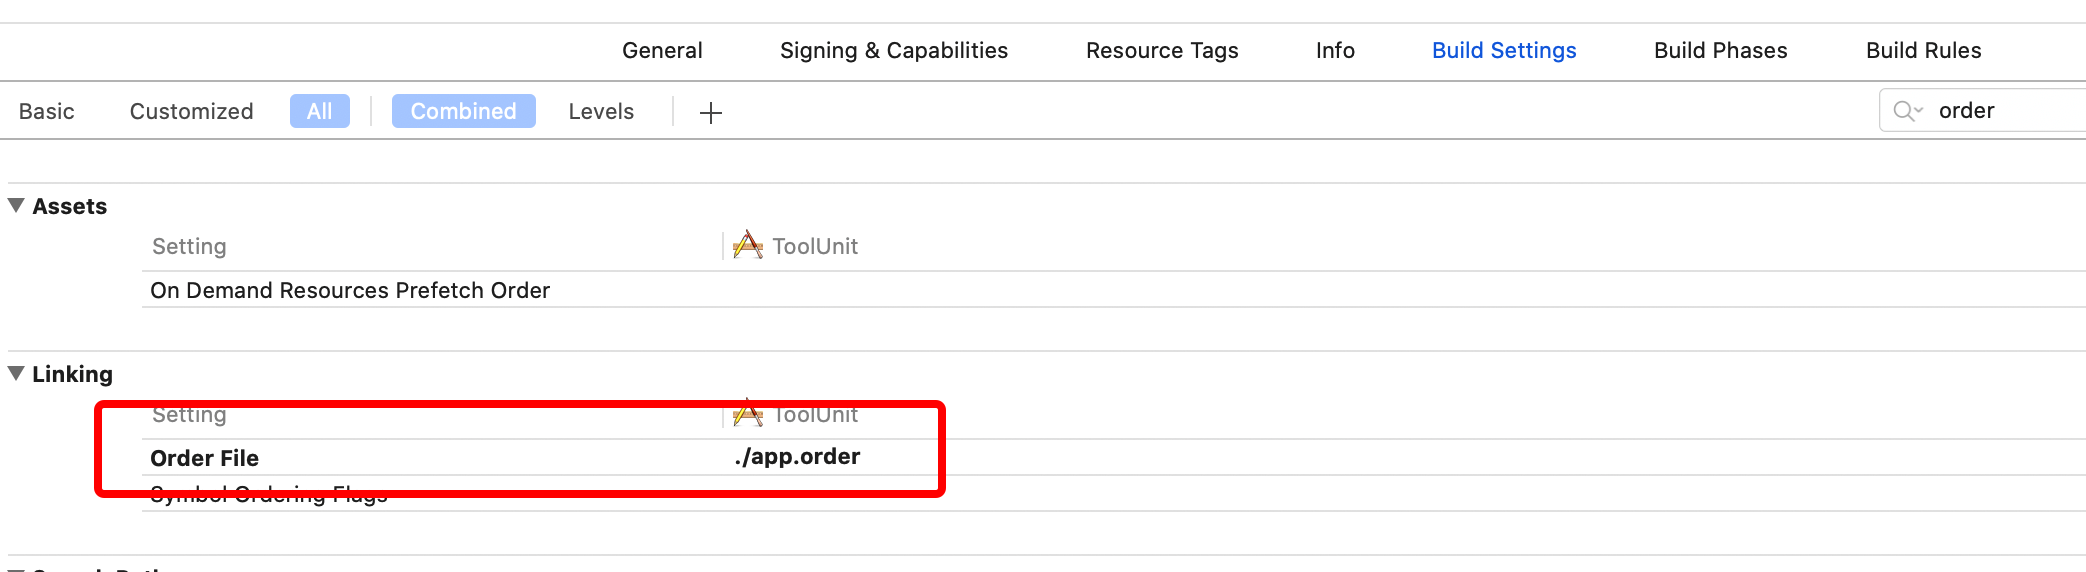 General Signing & Capabilities Resource Tags Info Build Settings Build Phases Build Rules
Basic Customized All Combined Levels + order
Assets
Setting ToolUnit
On Demand Resources Prefetch Order
Linking
Setting ToolUnit
Order File ./app.order
Symbol Ordering Flags